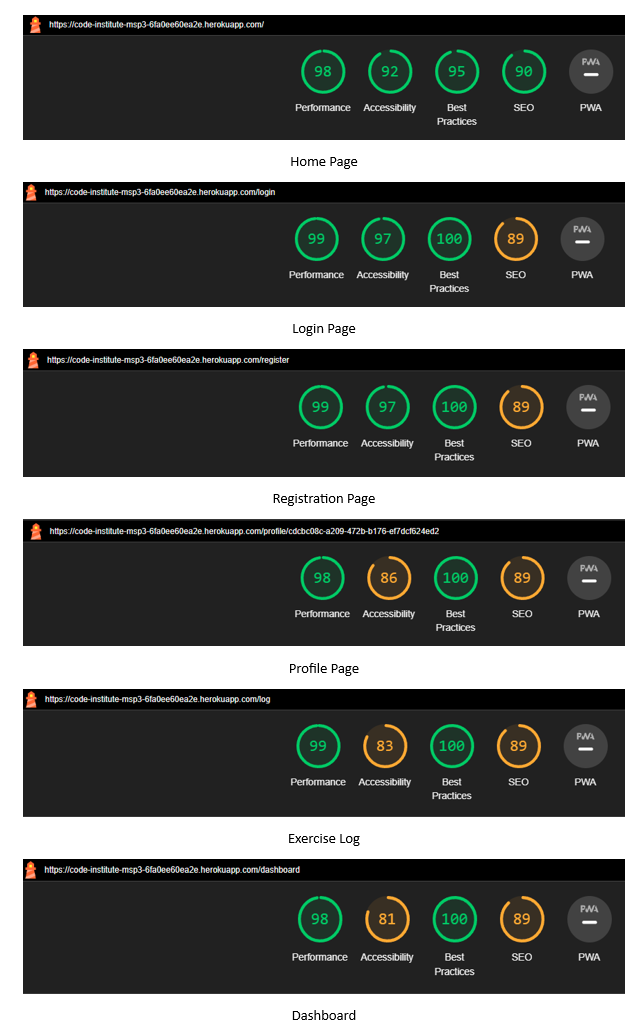 https://code-institute-msp3-6fa0ee60ea2e.herokuapp.com/
98 92 95 90 PWA
Performance Accessibility Best Practices SEO PWA
Home Page
https://code-institute-msp3-6fa0ee60ea2e.herokuapp.com/login
99 97 100 89 PWA
Performance Accessibility Best Practices SEO PWA
Login Page
https://code-institute-msp3-6fa0ee60ea2e.herokuapp.com/register
99 97 100 89 PWA
Performance Accessibility Best Practices SEO PWA
Registration Page
https://code-institute-msp3-6fa0ee60ea2e.herokuapp.com/profile/cdcbc08c-a209-472b-b176-ef7dcf624ed2
98 86 100 89 PWA
Performance Accessibility Best Practices SEO PWA
Profile Page
https://code-institute-msp3-6fa0ee60ea2e.herokuapp.com/log
99 83 100 89 PWA
Performance Accessibility Best Practices SEO PWA
Exercise Log
https://code-institute-msp3-6fa0ee60ea2e.herokuapp.com/dashboard
98 81 100 89 PWA
Performance Accessibility Best Practices SEO PWA
Dashboard